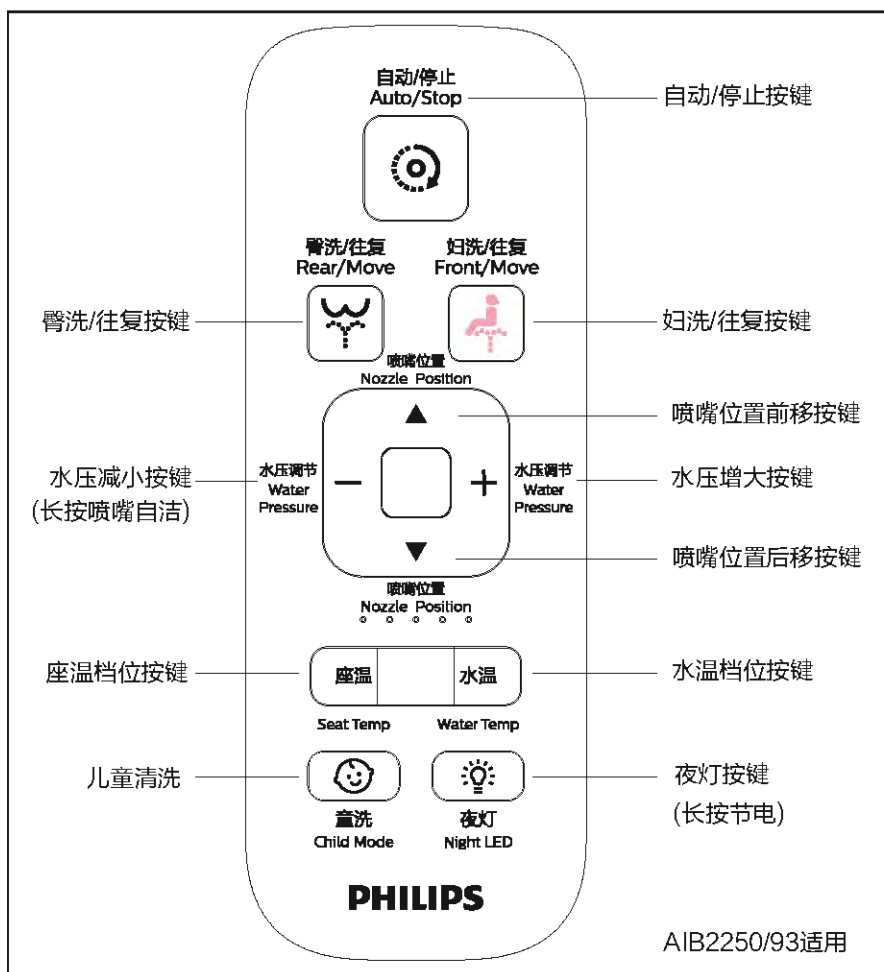 自动/停止
Auto/Stop
自动/停止按键
臀洗/往复
Rear/Move
妇洗/往复
Front/Move
臀洗/往复按键
妇洗/往复按键
喷嘴位置
Nozzle Position
喷嘴位置前移按键
水压减小按键
(长按喷嘴自洁)
水压调节
Water
Pressure
水压调节
Water
Pressure
水压增大按键
喷嘴位置后移按键
喷嘴位置
Nozzle Position
座温档位按键
座温
水温
水温档位按键
Seat Temp
Water Temp
儿童清洗
夜灯按键
(长按节电)
童洗
Child Mode
夜灯
Night LED
PHILIPS
AIB2250/93适用